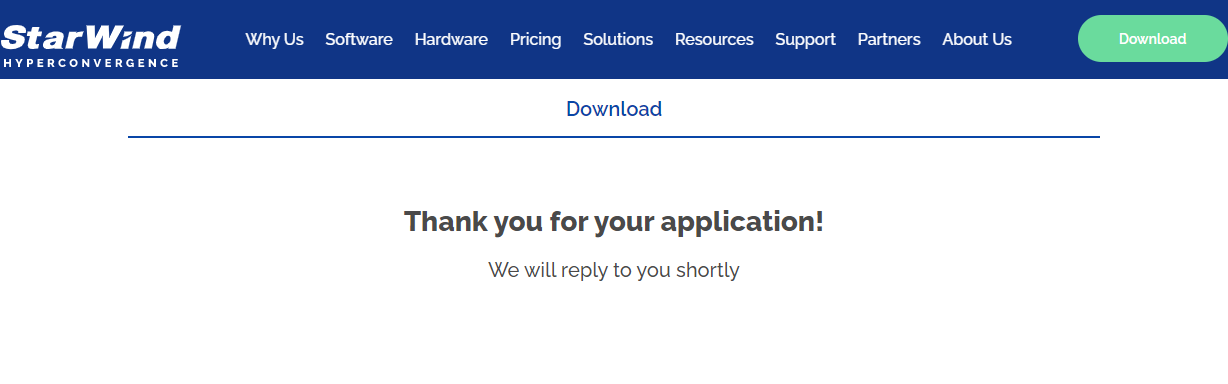 StarWind
HYPERCONVERGENCE
Why Us Software Hardware Pricing Solutions Resources Support Partners About Us Download
Download
Thank you for your application!
We will reply to you shortly